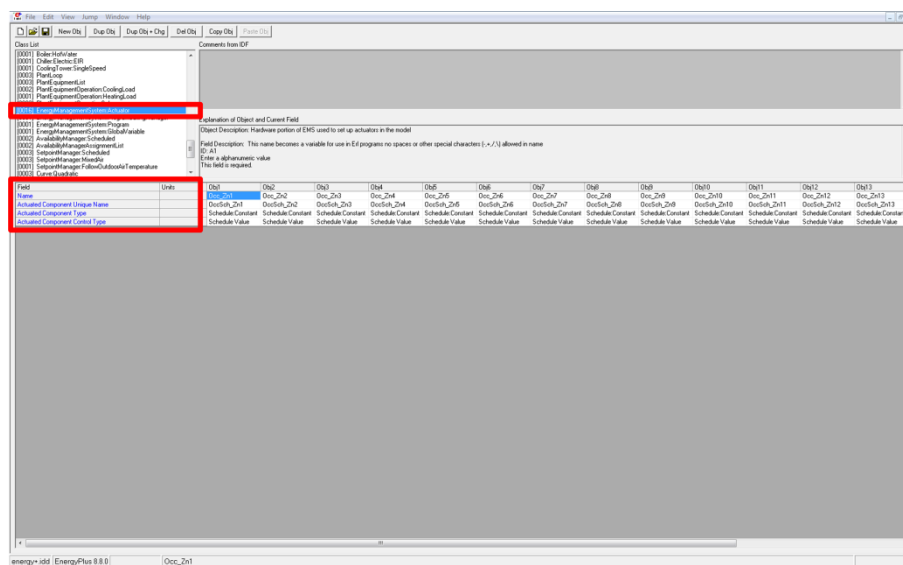 File Edit View Jump Window Help
New Obj Dup Obj Dup Obj + Chg Del Obj Copy Obj Paste Obj
Class List Comments from IDF
[0001] Boiler:HotWater
[0001] Chiller:Electric:EIR
[0001] CoolingTower:SingleSpeed
[0003] PlantLoop
[0003] PlantEquipmentList
[0002] PlantEquipmentOperation:CoolingLoad
[0001] PlantEquipmentOperation:HeatingLoad
EnergyManagementSystem:Actuator
[0001] EnergyManagementSystem:Program
[0001] EnergyManagementSystem:GlobalVariable
[0002] AvailabilityManager:Scheduled
[0002] AvailabilityManagerAssignmentList
[0003] SetpointManager:Scheduled
[0003] SetpointManager:MixedAir
[0001] SetpointManager:FollowOutdoorAirTemperature
[0003] Curve:Quadratic
Explanation of Object and Current Field
Object Description: Hardware portion of EMS used to set up actuators in the model
Field Description: This name becomes a variable for use in Erl programs no spaces or other special characters (-,+,/,\) allowed in name
ID: A1
Enter a alphanumeric value
This field is required.
Field Units Obj1 Obj2 Obj3 Obj4 Obj5 Obj6 Obj7 Obj8 Obj9 Obj10 Obj11 Obj12 Obj13
Name Occ_Zn1 Occ_Zn2 Occ_Zn3 Occ_Zn4 Occ_Zn5 Occ_Zn6 Occ_Zn7 Occ_Zn8 Occ_Zn9 Occ_Zn10 Occ_Zn11 Occ_Zn12 Occ_Zn13
Actuated Component Unique Name OccSch_Zn1 OccSch_Zn2 OccSch_Zn3 OccSch_Zn4 OccSch_Zn5 OccSch_Zn6 OccSch_Zn7 OccSch_Zn8 OccSch_Zn9 OccSch_Zn10 OccSch_Zn11 OccSch_Zn12 OccSch_Zn13
Actuated Component Type Schedule:Constant Schedule:Constant Schedule:Constant Schedule:Constant Schedule:Constant Schedule:Constant Schedule:Constant Schedule:Constant Schedule:Constant Schedule:Constant Schedule:Constant Schedule:Constant Schedule:Constant
Actuated Component Control Type Schedule Value Schedule Value Schedule Value Schedule Value Schedule Value Schedule Value Schedule Value Schedule Value Schedule Value Schedule Value Schedule Value Schedule Value Schedule Value
energy+.idd EnergyPlus 8.8.0 Occ_Zn1